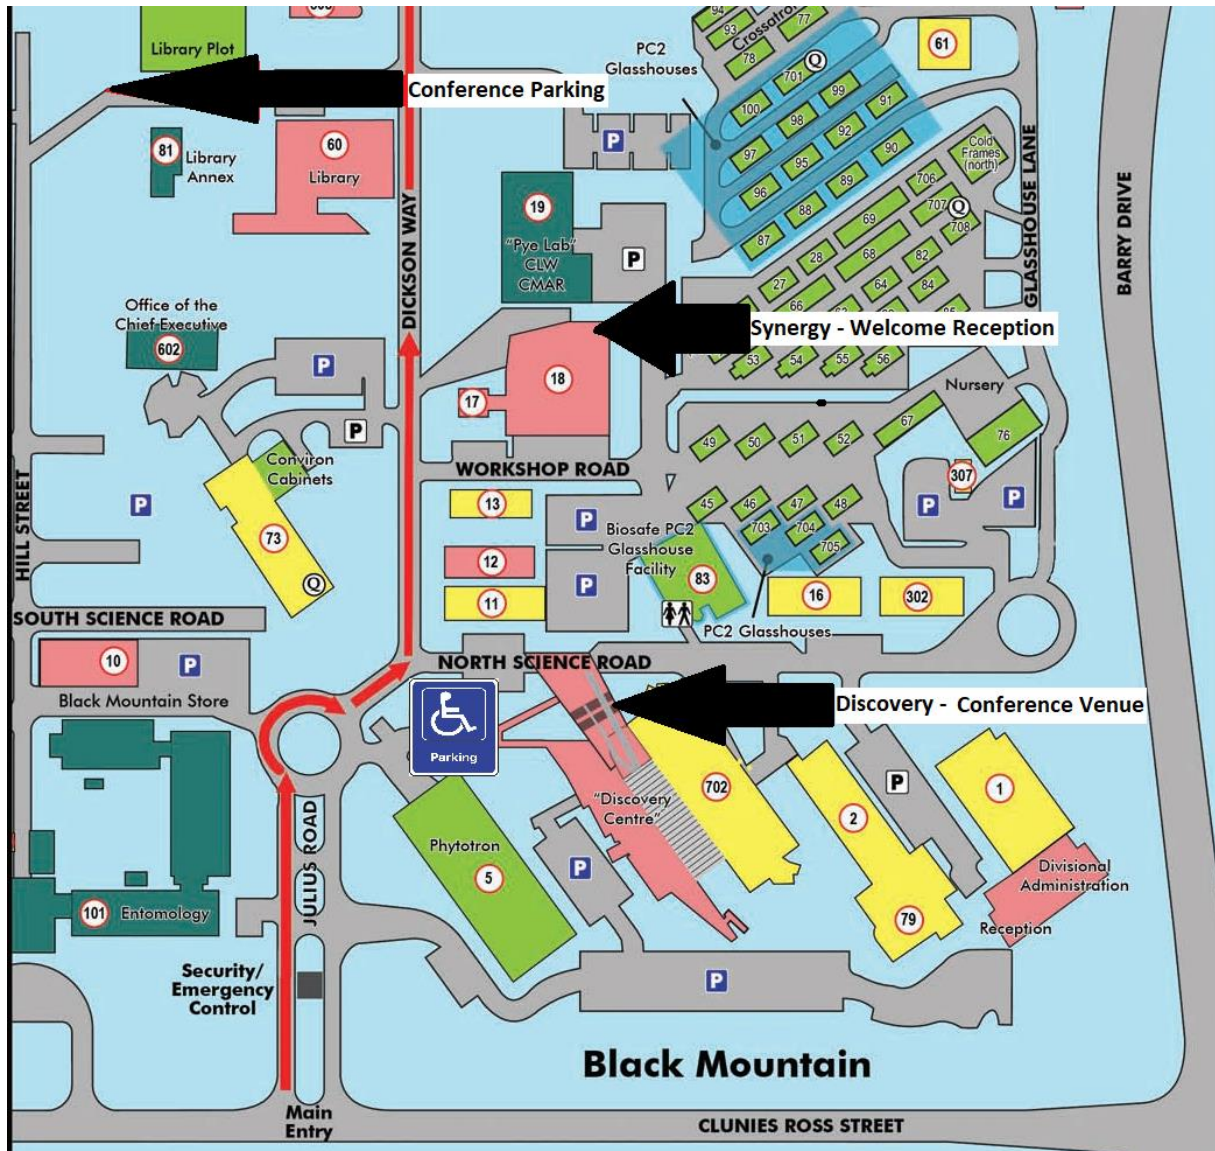 94
93
Crossatron
77
78
Library Plot
PC2
Glasshouses
701
Q
61
99
100
91
98
Conference Parking
92
97
90
95
81
Library
Annex
60
Library
P
96
89
88
87
Cold
Frames
(north)
706
707
Q
708
69
GLASSHOUSE LANE
BARRY DRIVE
DICKSON WAY
19
"Pye Lab"
CLW
CMAR
P
28
68
82
27
64
84
66
Office of the
Chief Executive
602
Synergy - Welcome Reception
53
54
55
56
P
18
17
Nursery
P
67
76
49
50
51
52
Conviron
Cabinets
WORKSHOP ROAD
307
P
P
HILL STREET
P
13
P
45
46
47
48
703
704
705
73
Q
Biosafe PC2
Glasshouse
Facility
12
83
P
11
16
302
SOUTH SCIENCE ROAD
PC2 Glasshouses
10
P
NORTH SCIENCE ROAD
Black Mountain Store
Discovery - Conference Venue
Parking
702
P
1
2
"Discovery
Centre"
JULIUS ROAD
Phytotron
5
P
Divisional
Administration
101
Entomology
79
Reception
Security/
Emergency
Control
P
Black Mountain
Main
Entry
CLUNIES ROSS STREET